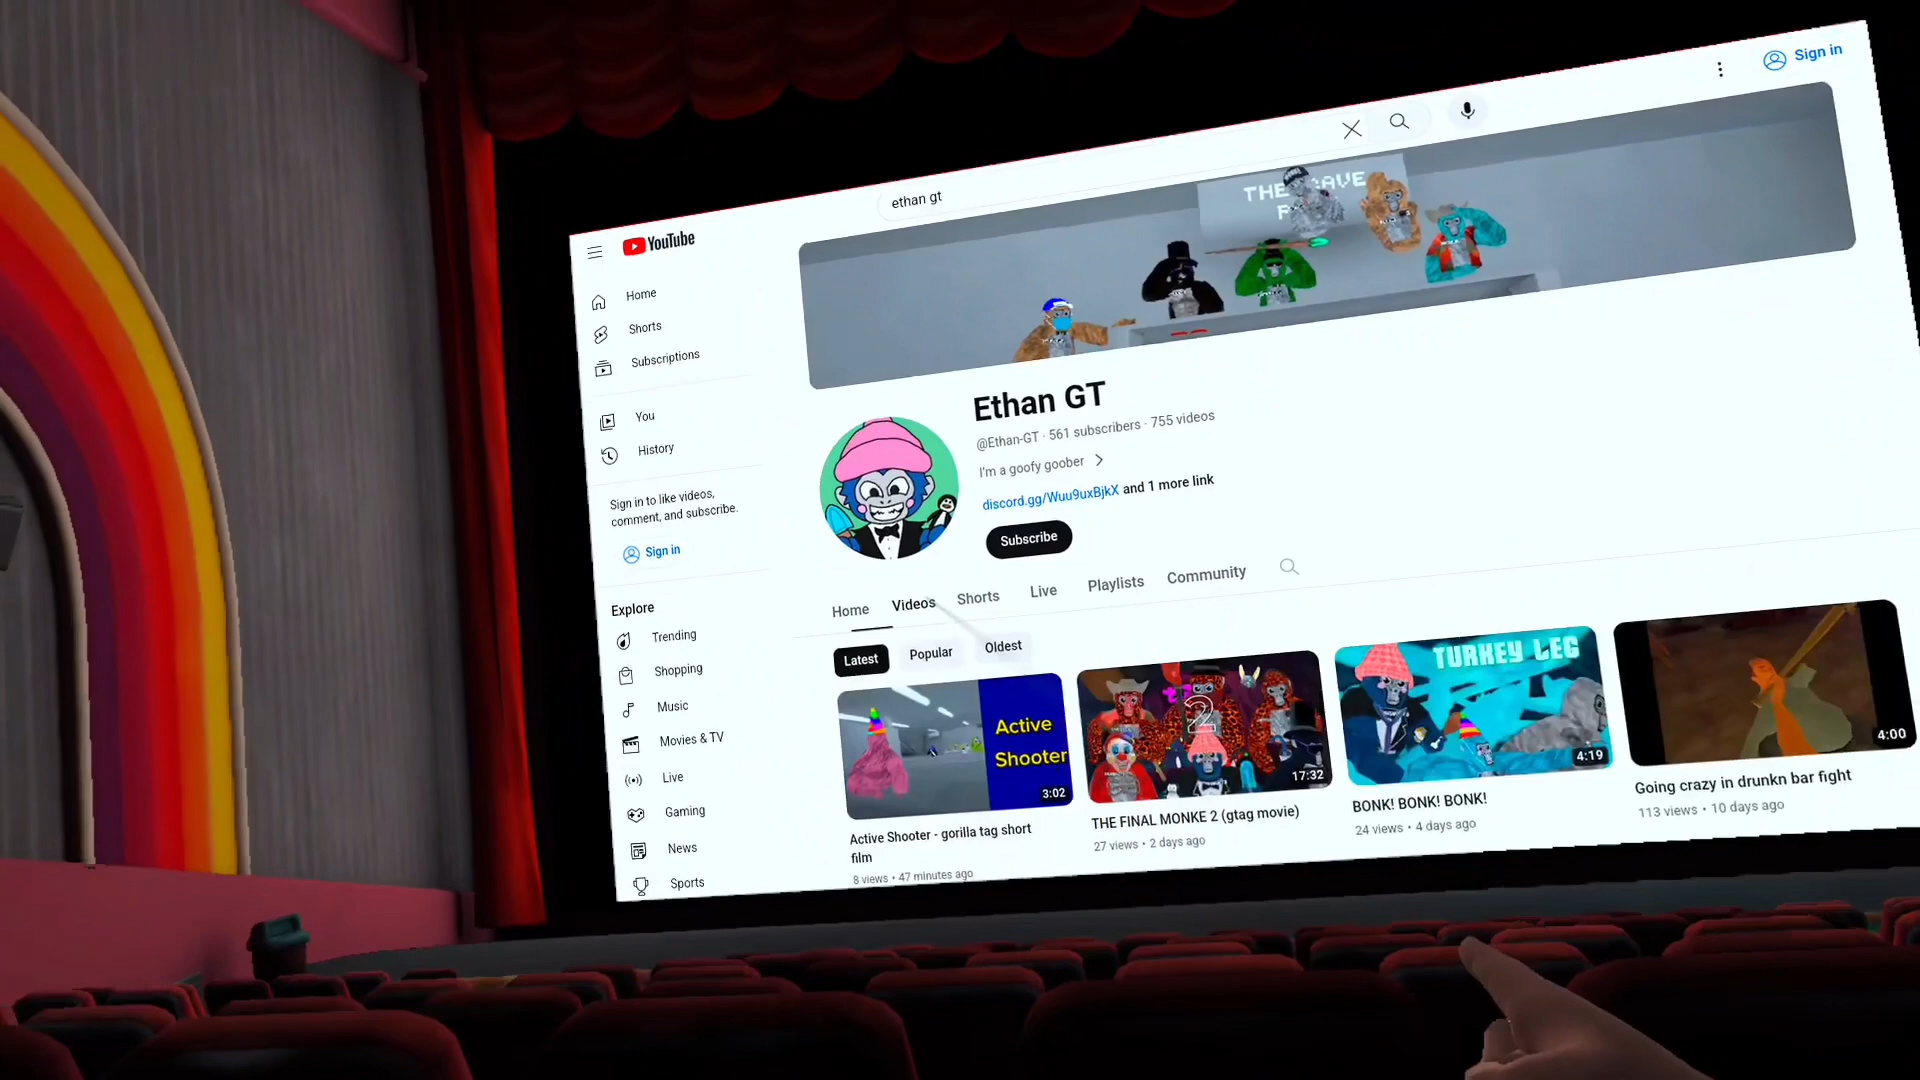 Sign in
ethan gt
YouTube
THE
Home
Shorts
Subscriptions
You
History
Sign in to like videos,
comment, and subscribe.
Sign in
Explore
Trending
Shopping
Music
Movies & TV
Live
Gaming
News
Sports
Ethan GT
@Ethan-GT · 561 subscribers · 755 videos
I'm a goofy goober
discord.gg/Wuu9uxBjkX and 1 more link
Subscribe
Home Videos Shorts Live Playlists Community
Latest Popular Oldest
Active
Shooter
3:02
Active Shooter - gorilla tag short
film
8 views • 47 minutes ago
2
17:32
THE FINAL MONKE 2 (gtag movie)
27 views • 2 days ago
TURKEY LEG
4:19
BONK! BONK! BONK!
24 views • 4 days ago
4:00
Going crazy in drunkn bar fight
113 views • 10 days ago